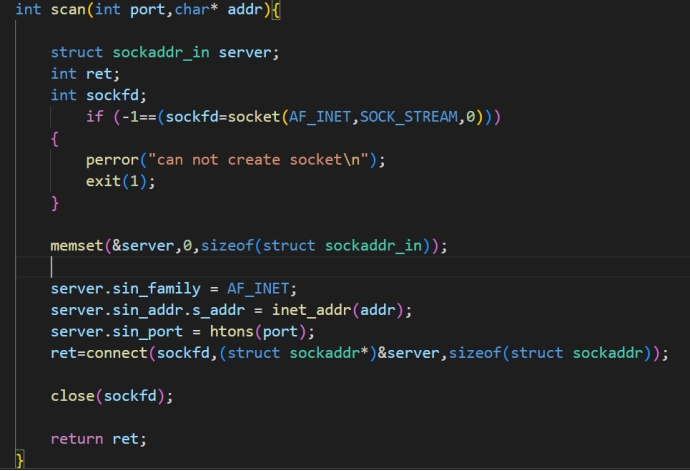 int scan(int port,char* addr){
struct sockaddr_in server;
int ret;
int sockfd;
if (-1==(sockfd=socket(AF_INET,SOCK_STREAM,0)))
{
perror("can not create socket\n");
exit(1);
}
memset(&server,0,sizeof(struct sockaddr_in));
server.sin_family = AF_INET;
server.sin_addr.s_addr = inet_addr(addr);
server.sin_port = htons(port);
ret=connect(sockfd,(struct sockaddr*)&server,sizeof(struct sockaddr));
close(sockfd);
return ret;
}